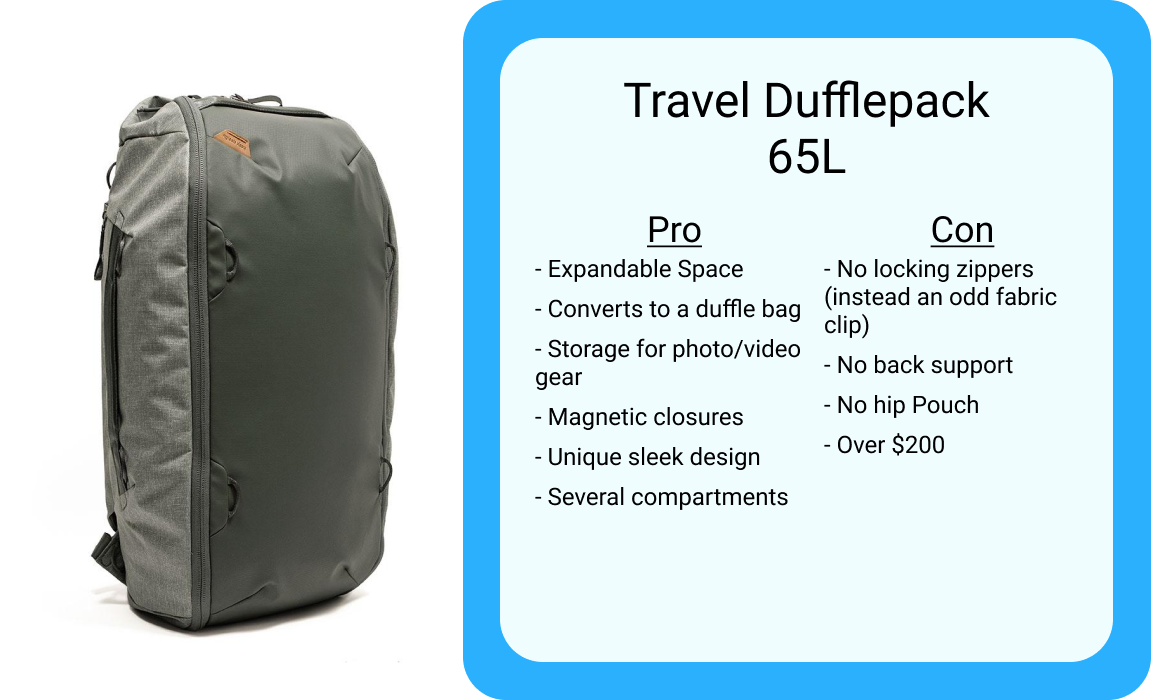 Travel Dufflepack
65L
Pro
- Expandable Space
- Converts to a duffle bag
- Storage for photo/video
gear
- Magnetic closures
- Unique sleek design
- Several compartments
Con
- No locking zippers
(instead an odd fabric
clip)
- No back support
- No hip Pouch
- Over $200